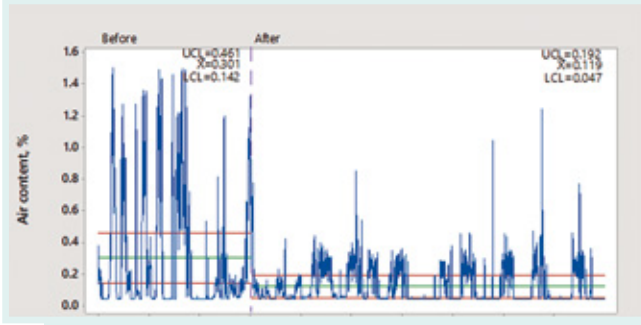 Before After
UCL=0.461 UCL=0.192
X̄=0.301 X̄=0.119
LCL=0.142 LCL=0.047
1.6
1.4
1.2
1.0
0.8
0.6
0.4
0.2
0.0
Air content, %